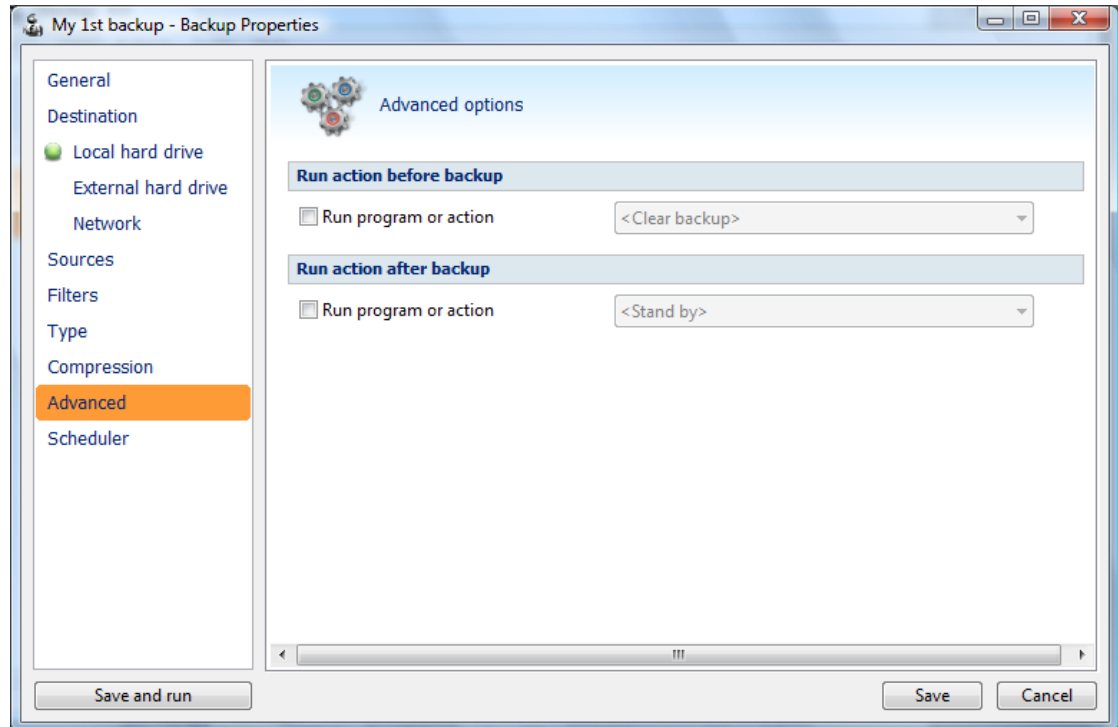 My 1st backup - Backup Properties
General
Destination
Local hard drive
External hard drive
Network
Sources
Filters
Type
Compression
Advanced
Scheduler
Advanced options
Run action before backup
Run program or action
<Clear backup>
Run action after backup
Run program or action
<Stand by>
Save and run
Save
Cancel